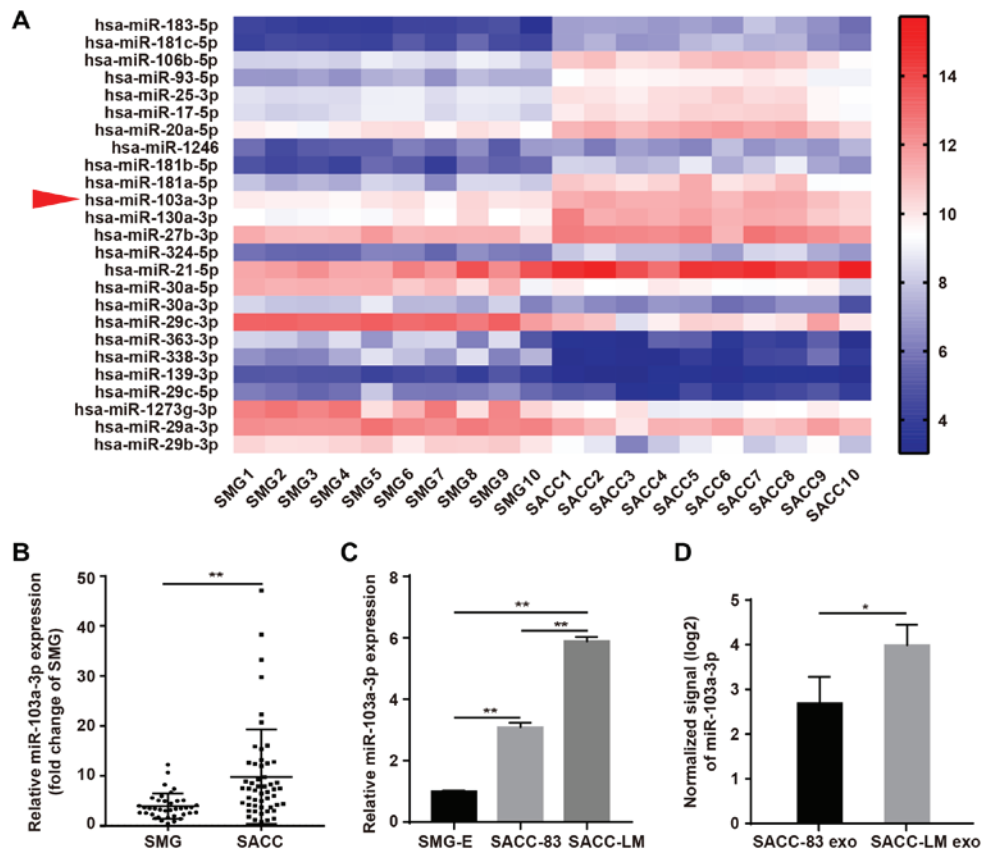 A
hsa-miR-183-5p
hsa-miR-181c-5p
hsa-miR-106b-5p
hsa-miR-93-5p
hsa-miR-25-3p
hsa-miR-17-5p
hsa-miR-20a-5p
hsa-miR-1246
hsa-miR-181b-5p
hsa-miR-181a-5p
hsa-miR-103a-3p
hsa-miR-130a-3p
hsa-miR-27b-3p
hsa-miR-324-5p
hsa-miR-21-5p
hsa-miR-30a-5p
hsa-miR-30a-3p
hsa-miR-29c-3p
hsa-miR-363-3p
hsa-miR-338-3p
hsa-miR-139-3p
hsa-miR-29c-5p
hsa-miR-1273g-3p
hsa-miR-29a-3p
hsa-miR-29b-3p
SMG1
SMG2
SMG3
SMG4
SMG5
SMG6
SMG7
SMG8
SMG9
SMG10
SACC1
SACC2
SACC3
SACC4
SACC5
SACC6
SACC7
SACC8
SACC9
SACC10
14
12
10
8
6
4
B
Relative miR-103a-3p expression
(fold change of SMG)
50
40
30
20
10
0
**
SMG
SACC
C
Relative miR-103a-3p expression
8
6
4
2
0
**
**
**
SMG-E
SACC-83
SACC-LM
D
Normalized signal (log2)
of miR-103a-3p
5
4
3
2
1
0
*
SACC-83 exo
SACC-LM exo